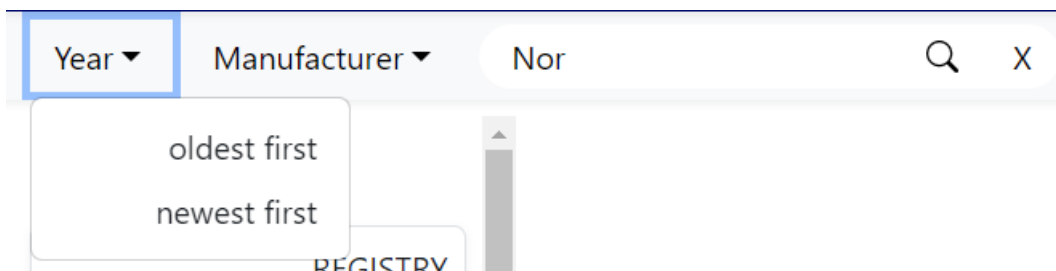 Year Manufacturer Nor X
oldest first
newest first
REGISTRY